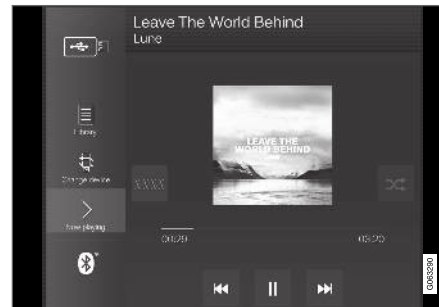 Leave The World Behind
Lune
Library
Change device
Now playing
LEAVE THE
WORLD BEHIND
XXXX
00:29
03:20
G063290